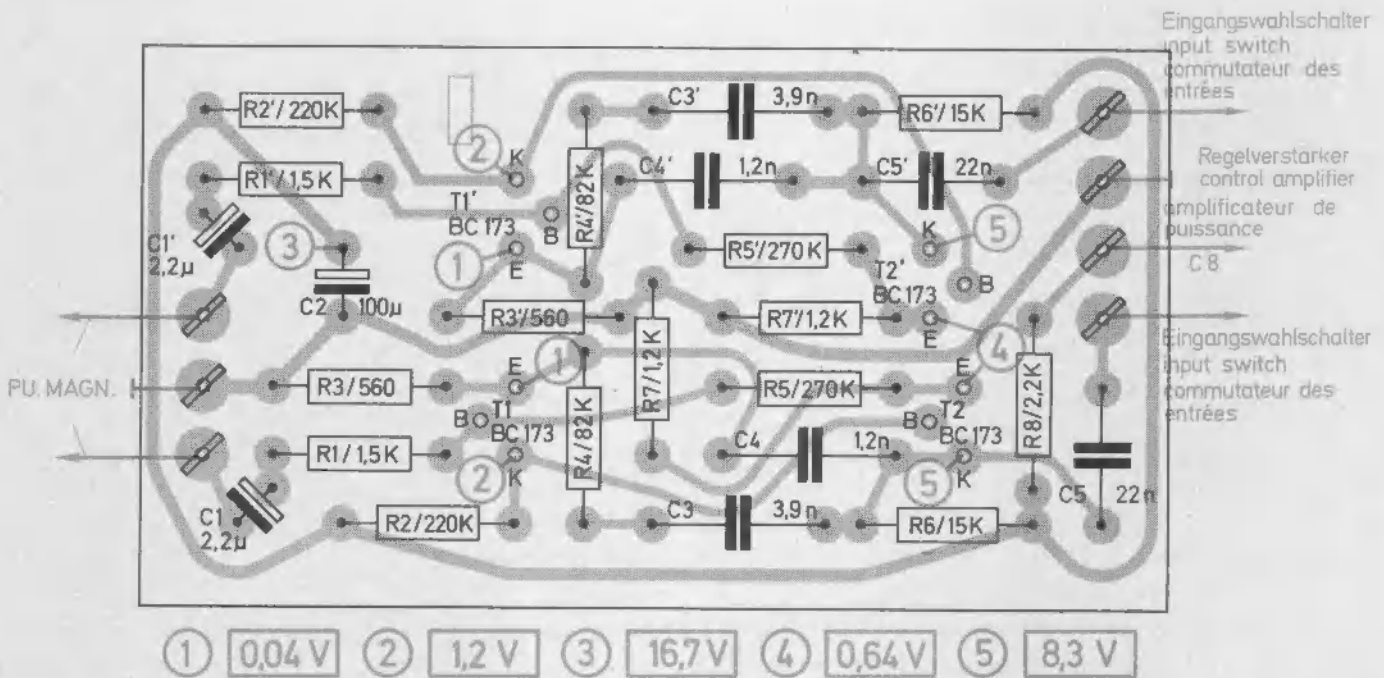 Eingangswahlschalter
input switch
commutateur des
entrées
R2'/220K
C3'
3,9n
R6'/15K
2
K
R1'/1,5K
C4'
1,2n
C5'
22n
Regelverstärker
control amplifier
T1'
BC 173
B
R4'/82K
amplificateur de
puissance
C 8
C1'
2,2µ
3
1
E
R5'/270K
K
5
T2'
BC 173
B
C2
100µ
R3'/560
R7'/1,2K
E
4
Eingangswahlschalter
input switch
commutateur des
entrées
PU. MAGN.
R3/560
E
1
R7/1,2K
R5/270K
E
B
T1
BC 173
R4/82K
B
T2
BC 173
R8/2,2K
R1/1,5K
2
K
C4
1,2n
5
K
C5
22n
C1
2,2µ
R2/220K
C3
3,9n
R6/15K
1 0,04 V 2 1,2 V 3 16,7 V 4 0,64 V 5 8,3 V